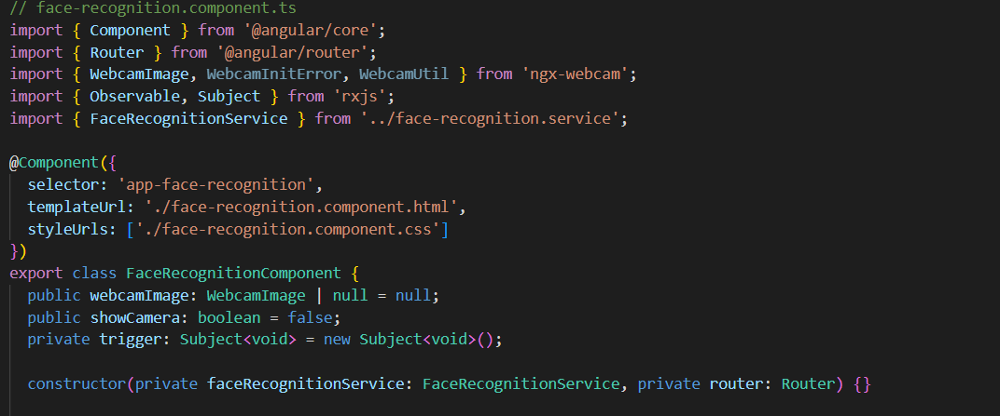 // face-recognition.component.ts
import { Component } from '@angular/core';
import { Router } from '@angular/router';
import { WebcamImage, WebcamInitError, WebcamUtil } from 'ngx-webcam';
import { Observable, Subject } from 'rxjs';
import { FaceRecognitionService } from '../face-recognition.service';

@Component({
  selector: 'app-face-recognition',
  templateUrl: './face-recognition.component.html',
  styleUrls: ['./face-recognition.component.css']
})
export class FaceRecognitionComponent {
  public webcamImage: WebcamImage | null = null;
  public showCamera: boolean = false;
  private trigger: Subject<void> = new Subject<void>();

  constructor(private faceRecognitionService: FaceRecognitionService, private router: Router) {}